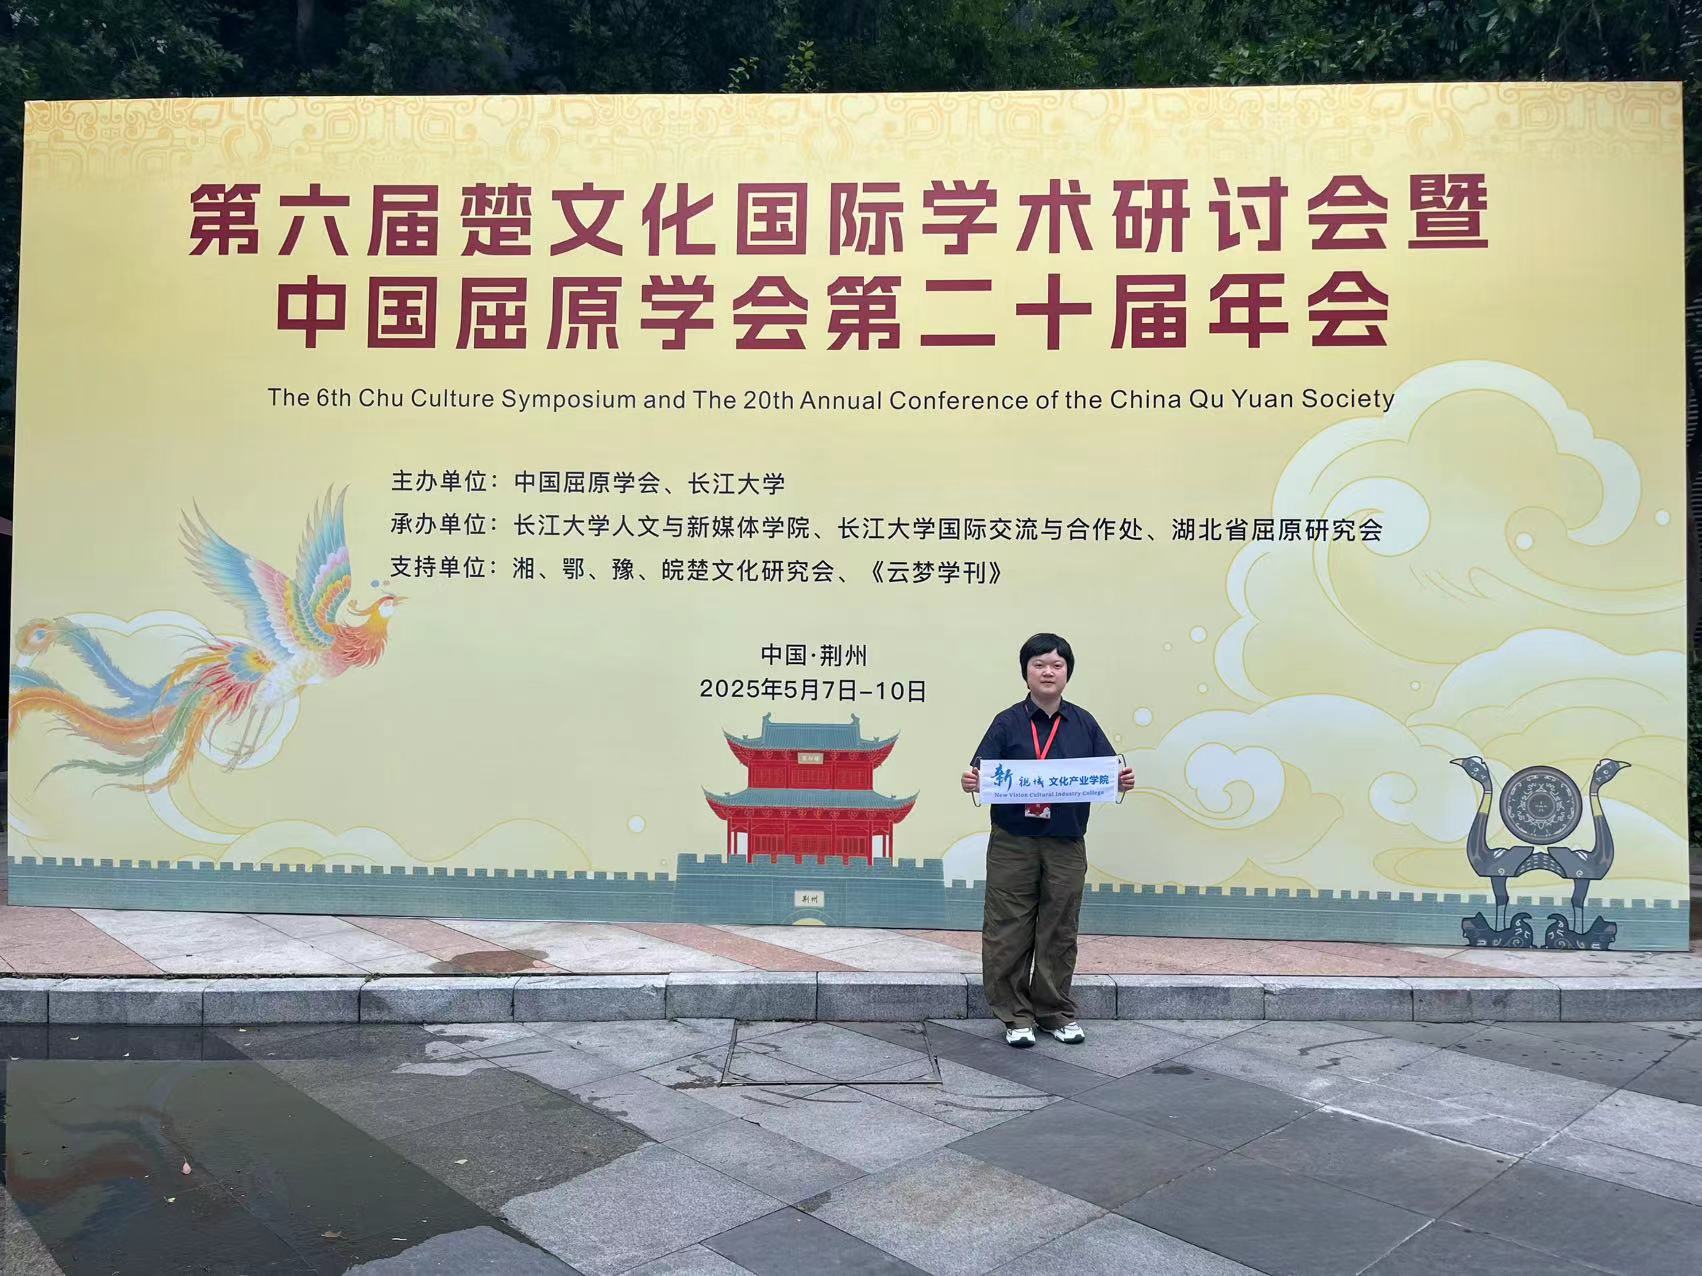 第六届楚文化国际学术研讨会暨
中国屈原学会第二十届年会
The 6th Chu Culture Symposium and The 20th Annual Conference of the China Qu Yuan Society
主办单位：中国屈原学会、长江大学
承办单位：长江大学人文与新媒体学院、长江大学国际交流与合作处、湖北省屈原研究会
支持单位：湘、鄂、豫、皖楚文化研究会、《云梦学刊》
中国·荆州
2025年5月7日-10日
新视域 文化产业学院
New Vision Cultural Industry College
荆州